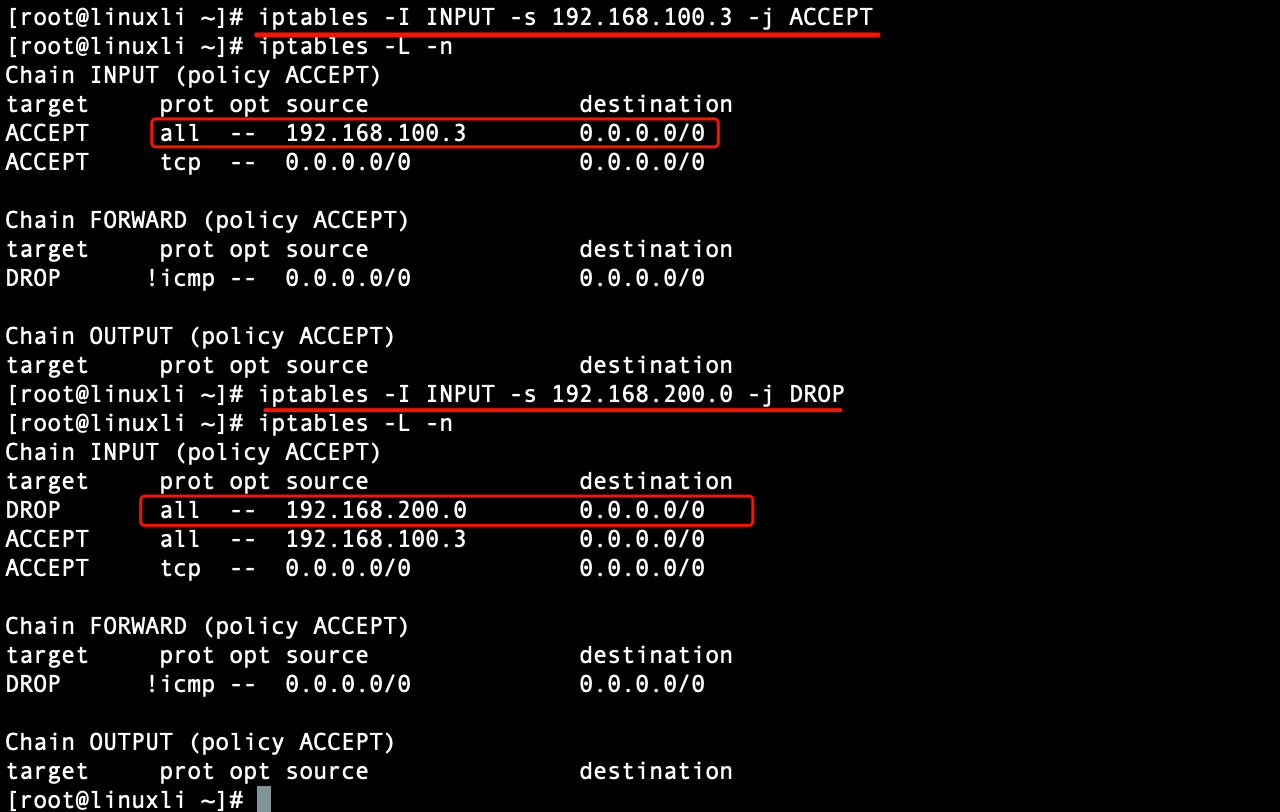 [root@linuxli ~]# iptables -I INPUT -s 192.168.100.3 -j ACCEPT
[root@linuxli ~]# iptables -L -n
Chain INPUT (policy ACCEPT)
target     prot opt source               destination
ACCEPT     all  --  192.168.100.3        0.0.0.0/0
ACCEPT     tcp  --  0.0.0.0/0            0.0.0.0/0

Chain FORWARD (policy ACCEPT)
target     prot opt source               destination
DROP      !icmp --  0.0.0.0/0            0.0.0.0/0

Chain OUTPUT (policy ACCEPT)
target     prot opt source               destination
[root@linuxli ~]# iptables -I INPUT -s 192.168.200.0 -j DROP
[root@linuxli ~]# iptables -L -n
Chain INPUT (policy ACCEPT)
target     prot opt source               destination
DROP       all  --  192.168.200.0        0.0.0.0/0
ACCEPT     all  --  192.168.100.3        0.0.0.0/0
ACCEPT     tcp  --  0.0.0.0/0            0.0.0.0/0

Chain FORWARD (policy ACCEPT)
target     prot opt source               destination
DROP      !icmp --  0.0.0.0/0            0.0.0.0/0

Chain OUTPUT (policy ACCEPT)
target     prot opt source               destination
[root@linuxli ~]#